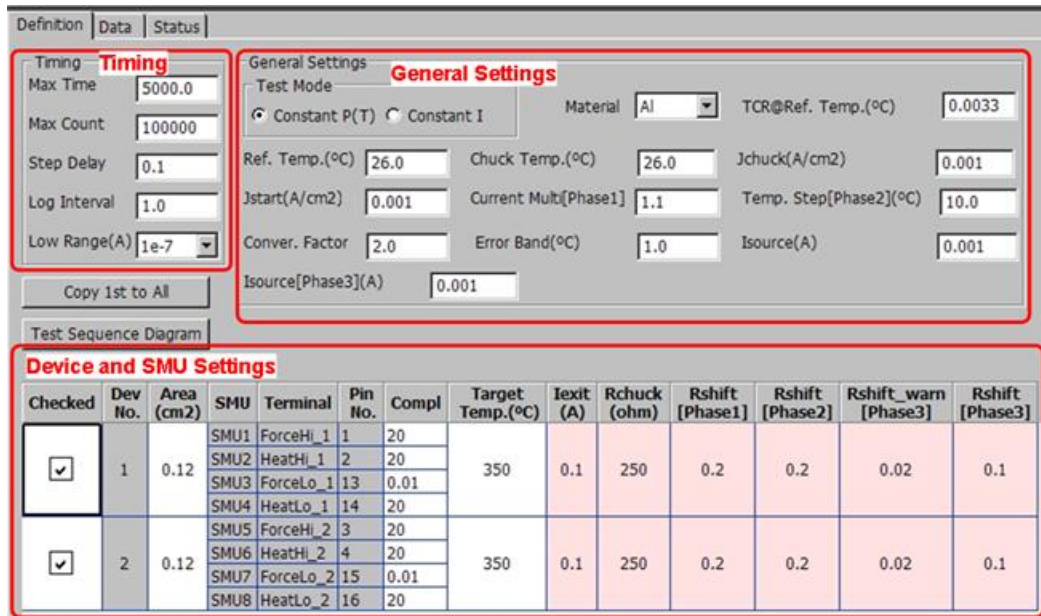 Definition Data Status
Timing Timing
Max Time 5000.0
Max Count 100000
Step Delay 0.1
Log Interval 1.0
Low Range(A) 1e-7
Copy 1st to All
Test Sequence Diagram
General Settings General Settings
Test Mode
Constant P(T) Constant I
Material Al TCR@Ref. Temp.(ºC) 0.0033
Ref. Temp.(ºC) 26.0 Chuck Temp.(ºC) 26.0 Jchuck(A/cm2) 0.001
Jstart(A/cm2) 0.001 Current Multi[Phase1] 1.1 Temp. Step[Phase2](ºC) 10.0
Conver. Factor 2.0 Error Band(ºC) 1.0 Isource(A) 0.001
Isource[Phase3](A) 0.001
Device and SMU Settings
Checked Dev No. Area (cm2) SMU Terminal Pin No. Compl Target Temp.(ºC) Iexit (A) Rchuck (ohm) Rshift [Phase1] Rshift [Phase2] Rshift_warn [Phase3] Rshift [Phase3]
1 0.12 SMU1 ForceHi_1 1 20 350 0.1 250 0.2 0.2 0.02 0.1
SMU2 HeatHi_1 2 20
SMU3 ForceLo_1 13 0.01
SMU4 HeatLo_1 14 20
2 0.12 SMU5 ForceHi_2 3 20 350 0.1 250 0.2 0.2 0.02 0.1
SMU6 HeatHi_2 4 20
SMU7 ForceLo_2 15 0.01
SMU8 HeatLo_2 16 20